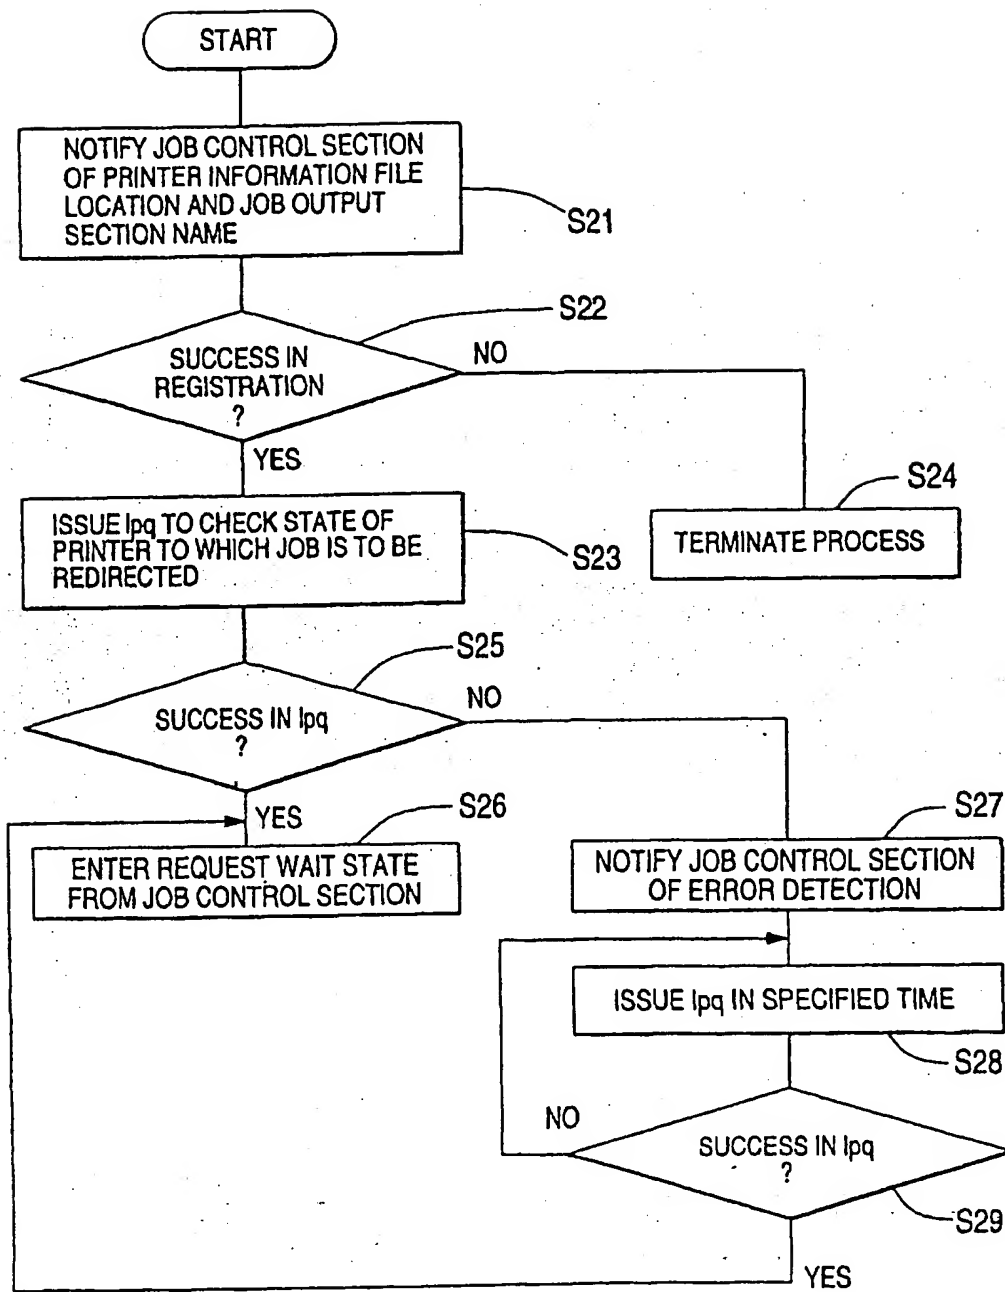 START
NOTIFY JOB CONTROL SECTION
OF PRINTER INFORMATION FILE
LOCATION AND JOB OUTPUT
SECTION NAME
S21
S22
SUCCESS IN
REGISTRATION
?
NO
YES
S24
TERMINATE PROCESS
ISSUE lpq TO CHECK STATE OF
PRINTER TO WHICH JOB IS TO BE
REDIRECTED
S23
S25
SUCCESS IN lpq
?
NO
YES
S26
ENTER REQUEST WAIT STATE
FROM JOB CONTROL SECTION
S27
NOTIFY JOB CONTROL SECTION
OF ERROR DETECTION
ISSUE lpq IN SPECIFIED TIME
S28
NO
SUCCESS IN lpq
?
S29
YES